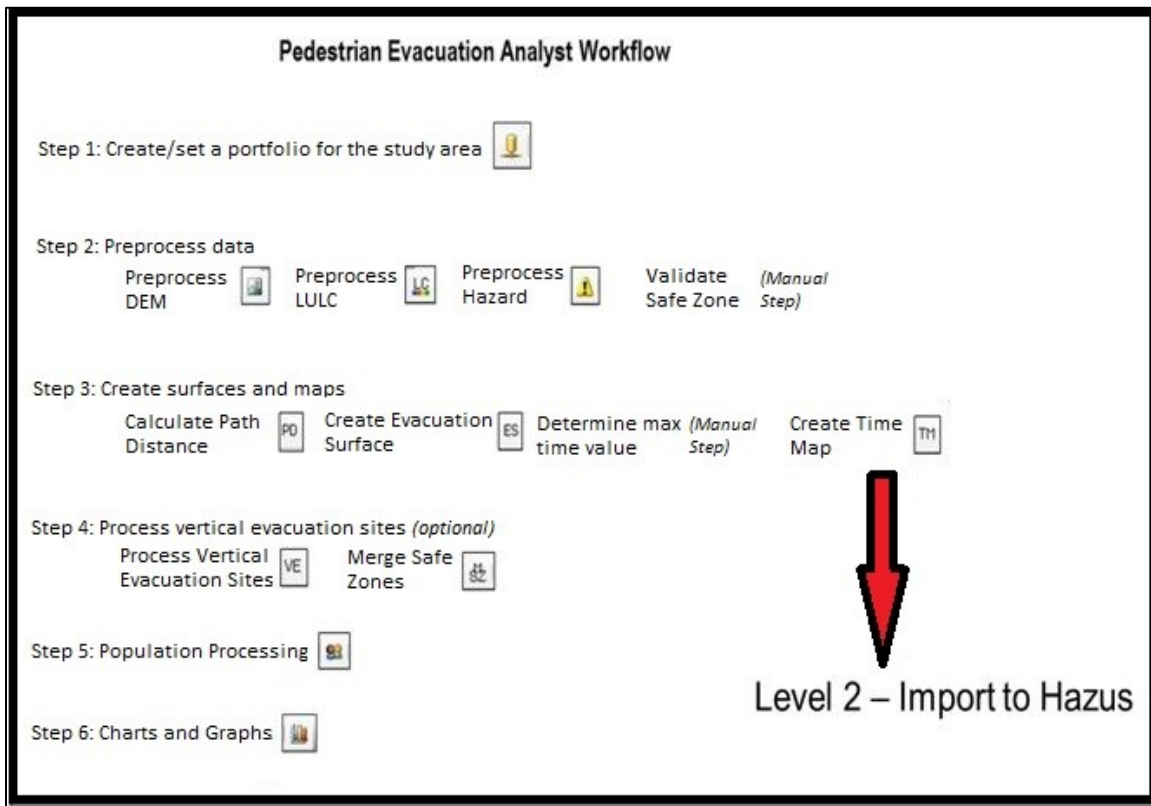 Pedestrian Evacuation Analyst Workflow
Step 1: Create/set a portfolio for the study area
Step 2: Preprocess data
Preprocess DEM
Preprocess LULC
LC
Preprocess Hazard
Validate Safe Zone
(Manual Step)
Step 3: Create surfaces and maps
Calculate Path Distance
PD
Create Evacuation Surface
ES
Determine max time value
(Manual Step)
Create Time Map
TM
Step 4: Process vertical evacuation sites (optional)
Process Vertical Evacuation Sites
VE
Merge Safe Zones
SZ
Step 5: Population Processing
Step 6: Charts and Graphs
Level 2 – Import to Hazus